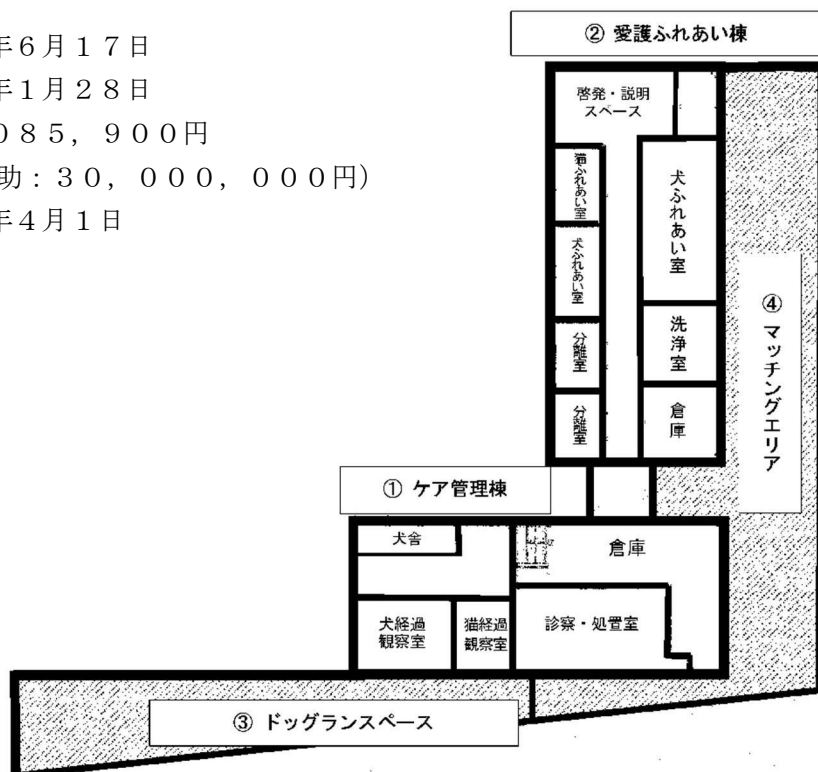 年６月１７日
年１月２８日
０８５，９００円
助：３０，０００，０００円）
年４月１日
② 愛護ふれあい棟
啓発・説明
スペース
猫ふれあい室
犬ふれあい室
犬ふれあい室
分離室
洗浄室
分離室
倉庫
④ マッチングエリア
① ケア管理棟
犬舎
倉庫
犬経過
観察室
猫経過
観察室
診察・処置室
③ ドッグランスペース